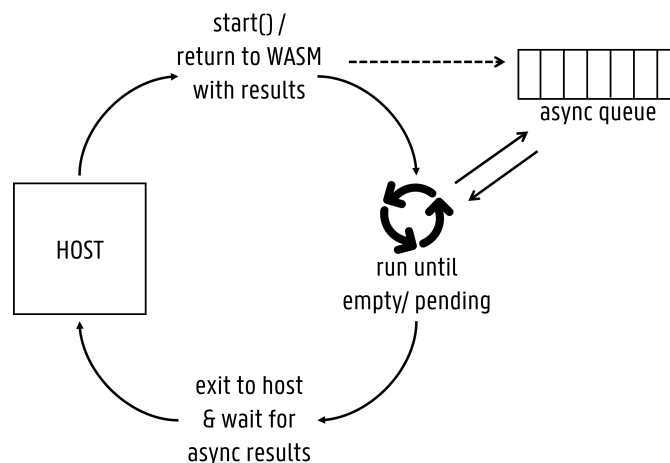 start() /
return to WASM
with results
async queue
HOST
run until
empty/ pending
exit to host
& wait for
async results